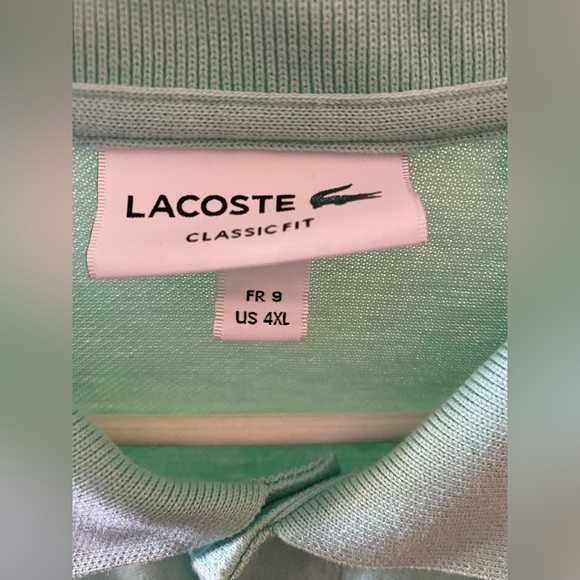 LACOSTE
CLASSIC FIT
FR 9
US 4XL